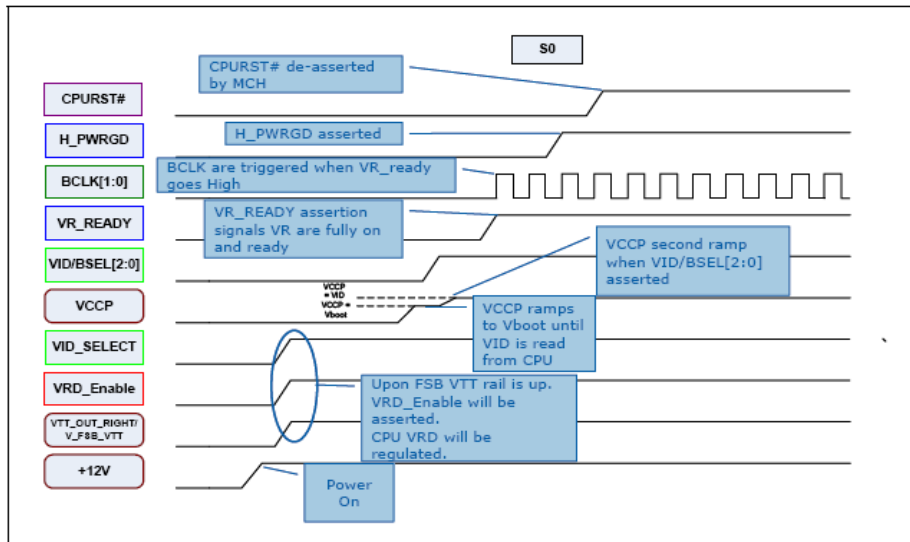 S0
CPURST# de-asserted
by MCH
CPURST#
H_PWRGD
H_PWRGD asserted
BCLK[1:0]
BCLK are triggered when VR_ready
goes High
VR_READY
VR_READY assertion
signals VR are fully on
and ready
VID/BSEL[2:0]
VCCP second ramp
when VID/BSEL[2:0]
asserted
VCCP
VCCP
= VID
VCCP =
Vboot
VCCP ramps
to Vboot until
VID is read
from CPU
VID_SELECT
VRD_Enable
Upon FSB VTT rail is up.
VRD_Enable will be
asserted.
CPU VRD will be
regulated.
VTT_OUT_RIGHT/
V_FSB_VTT
+12V
Power
On